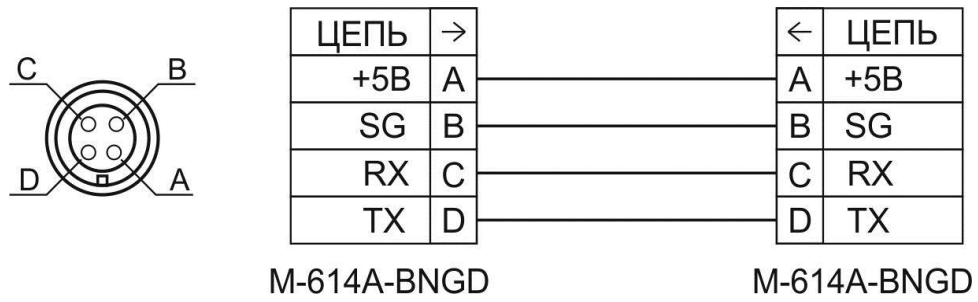 C B
D A
ЦЕПЬ → ← ЦЕПЬ
+5В A A +5В
SG B B SG
RX C C RX
TX D D TX
M-614A-BNGD M-614A-BNGD